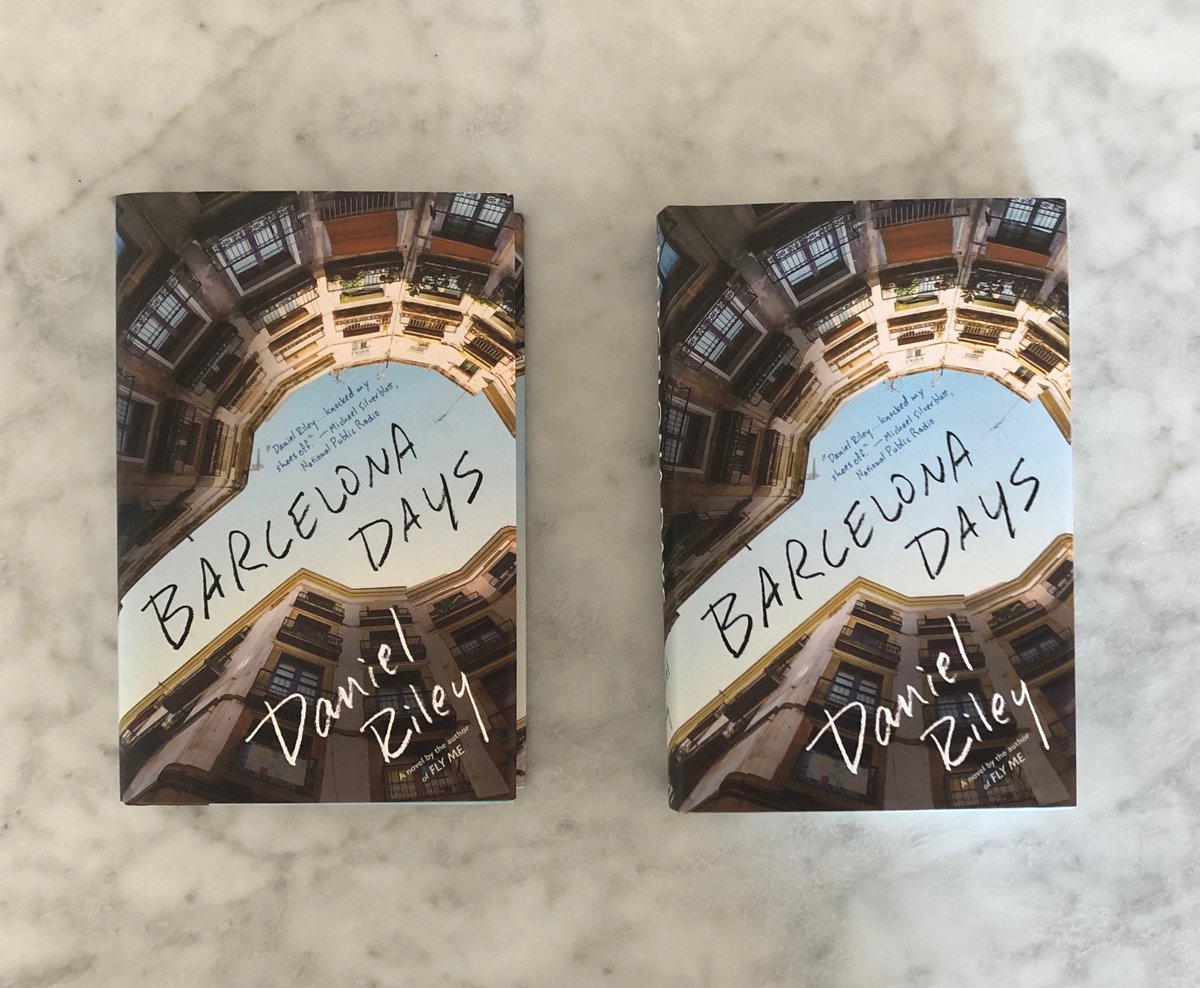 "Daniel Riley...knocked my
shoes off." —Michael Silverblatt,
National Public Radio
BARCELONA
DAYS
Daniel
Riley
A novel by the author
of FLY ME
"Daniel Riley...knocked my
shoes off." —Michael Silverblatt,
National Public Radio
BARCELONA
DAYS
Daniel
Riley
A novel by the author
of FLY ME